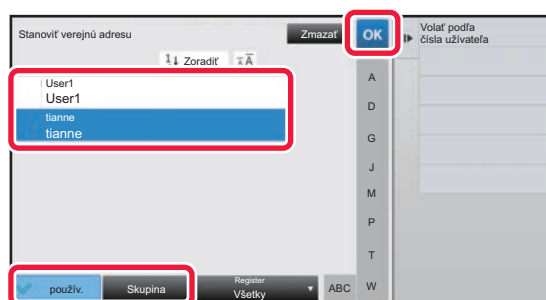 Stanoviť verejnú adresu
Zmazať
OK
Volať podľa
čísla užívateľa
1↓ Zoradiť
A Ā
User1
User1
tianne
tianne
A
D
G
J
M
P
T
W
použív.
Skupina
Register
Všetky
ABC